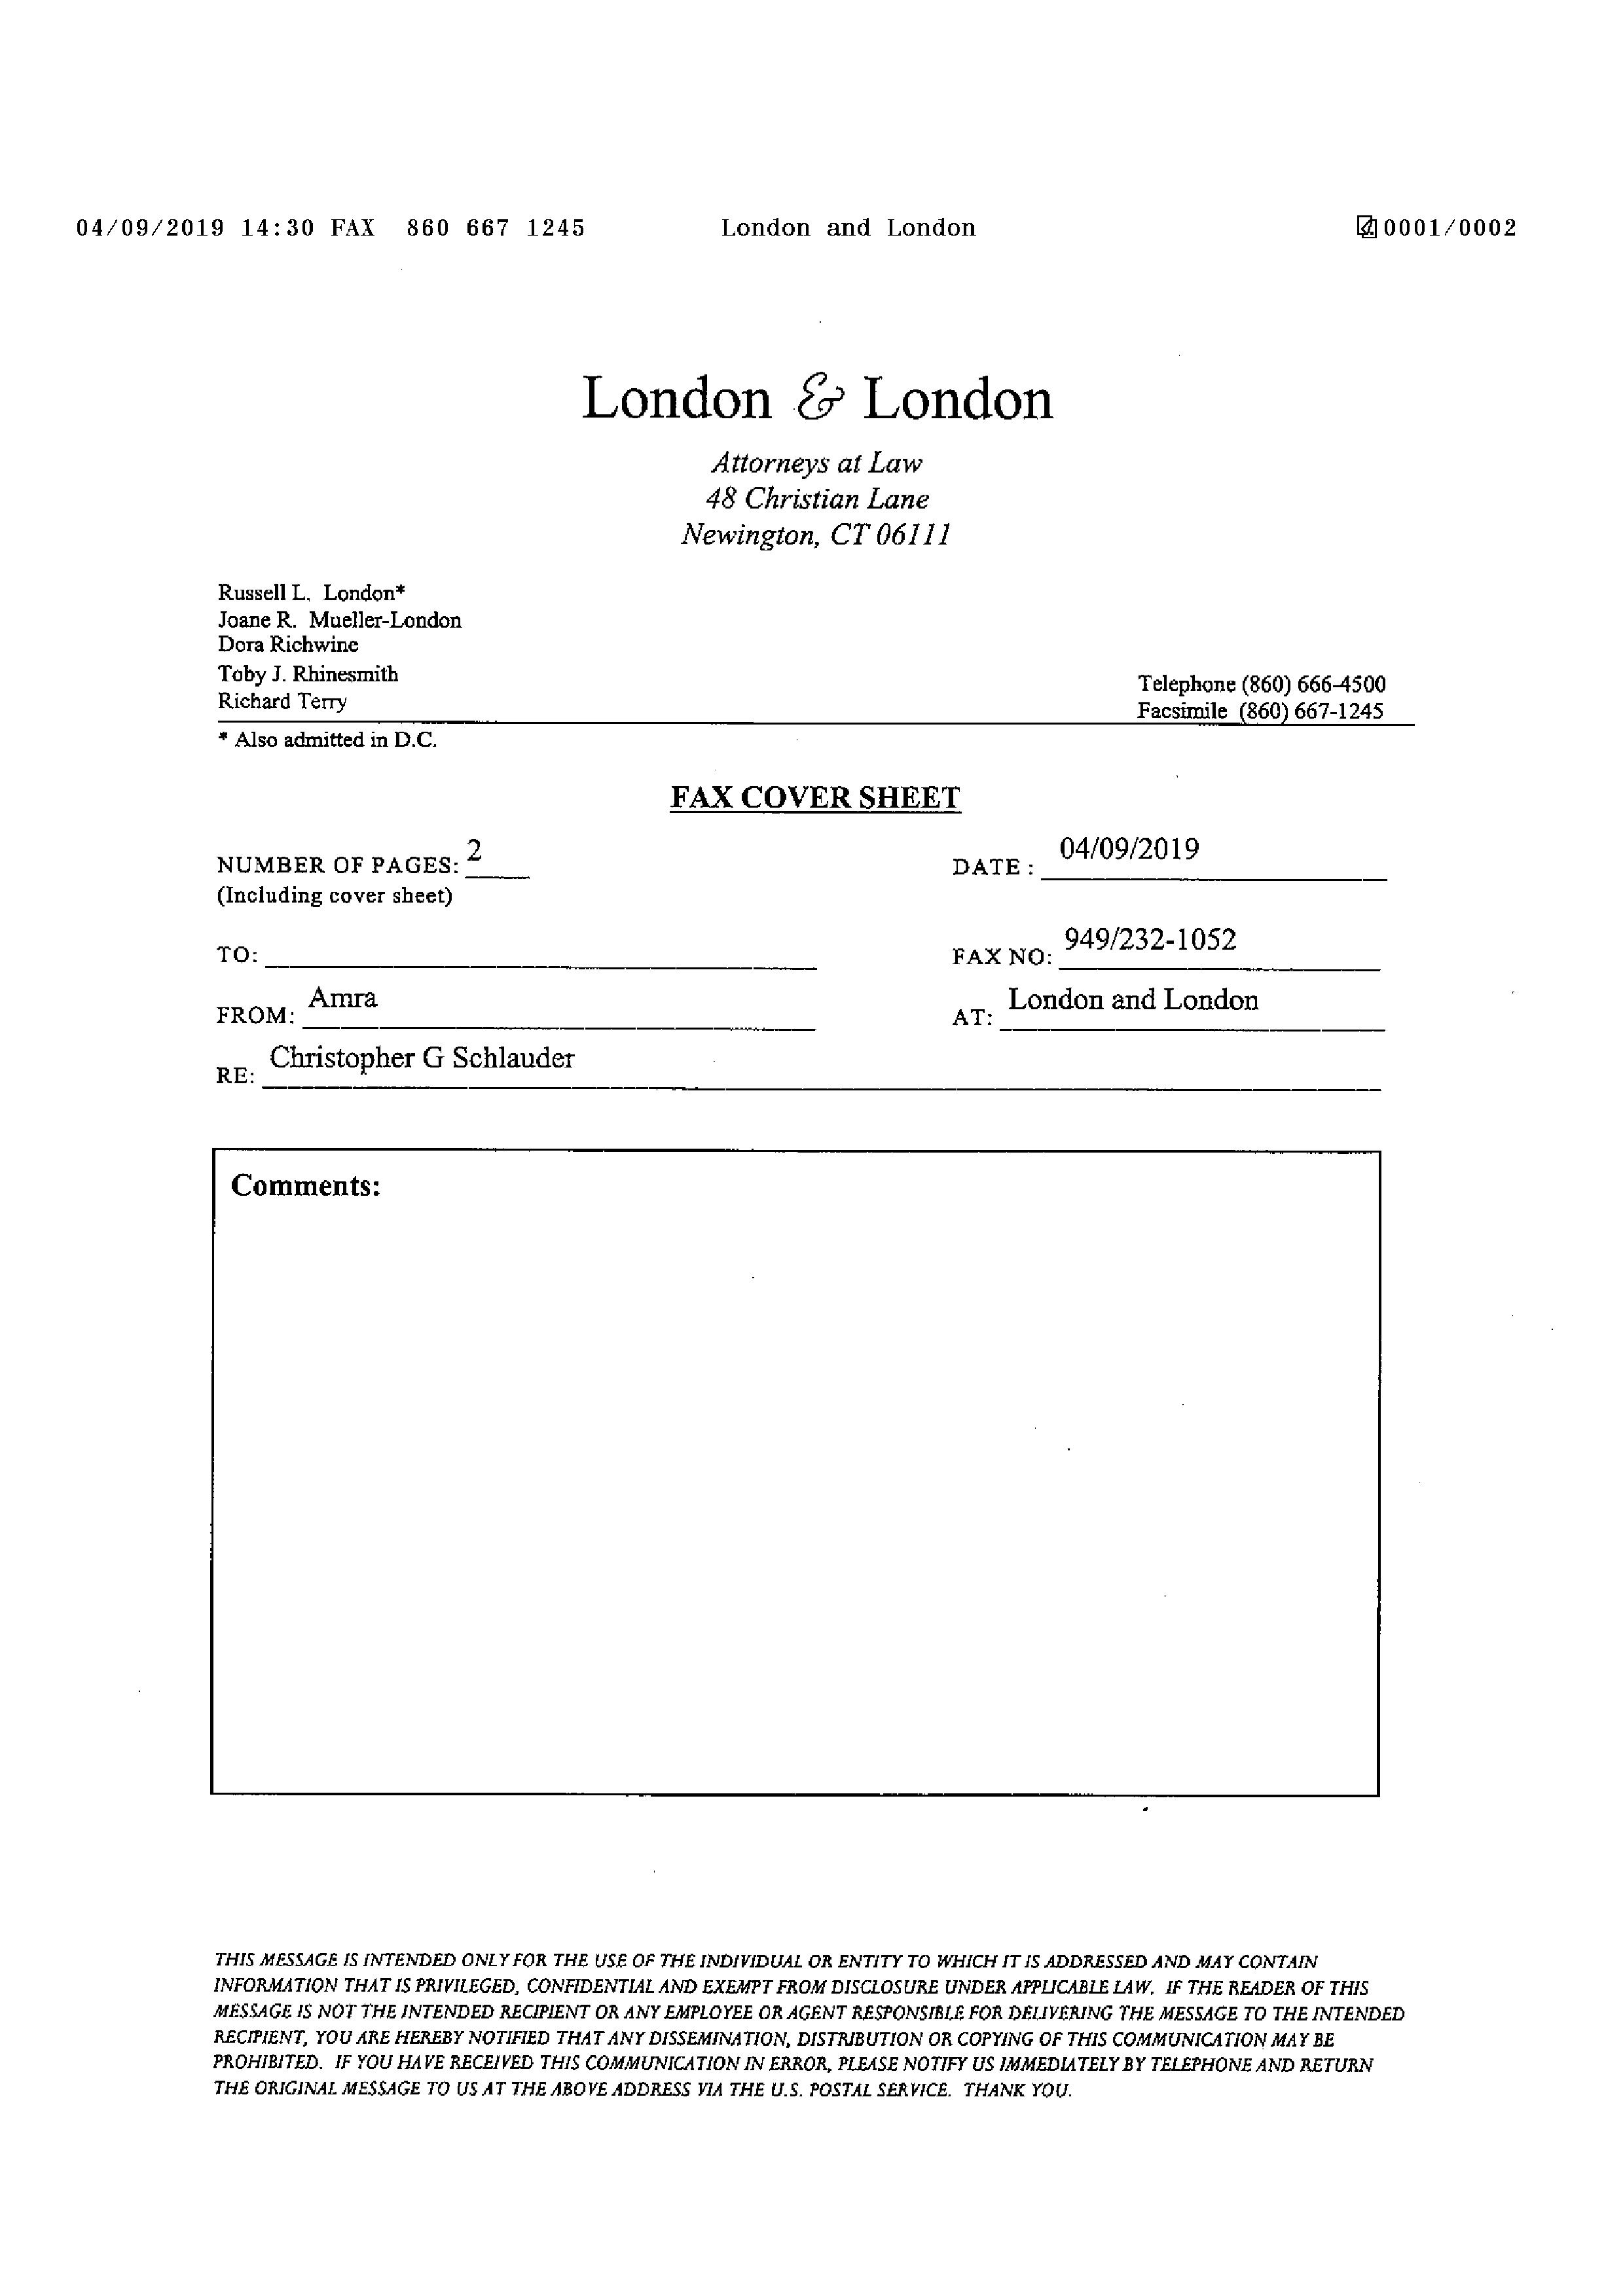 04/09/2019 14:30 FAX 860 667 1245 London and London 0001/0002
London & London
Attorneys at Law
48 Christian Lane
Newington, CT 06111
Russell L. London*
Joane R. Mueller-London
Dora Richwine
Toby J. Rhinesmith
Richard Terry
Telephone (860) 666-4500
Facsimile (860) 667-1245
* Also admitted in D.C.
FAX COVER SHEET
NUMBER OF PAGES: 2 DATE : 04/09/2019
(Including cover sheet)
TO: FAX NO: 949/232-1052
FROM: Amra AT: London and London
RE: Christopher G Schlauder
Comments:
THIS MESSAGE IS INTENDED ONLY FOR THE USE OF THE INDIVIDUAL OR ENTITY TO WHICH IT IS ADDRESSED AND MAY CONTAIN
INFORMATION THAT IS PRIVILEGED, CONFIDENTIAL AND EXEMPT FROM DISCLOSURE UNDER APPLICABLE LAW. IF THE READER OF THIS
MESSAGE IS NOT THE INTENDED RECIPIENT OR ANY EMPLOYEE OR AGENT RESPONSIBLE FOR DELIVERING THE MESSAGE TO THE INTENDED
RECIPIENT, YOU ARE HEREBY NOTIFIED THAT ANY DISSEMINATION, DISTRIBUTION OR COPYING OF THIS COMMUNICATION MAY BE
PROHIBITED. IF YOU HAVE RECEIVED THIS COMMUNICATION IN ERROR, PLEASE NOTIFY US IMMEDIATELY BY TELEPHONE AND RETURN
THE ORIGINAL MESSAGE TO US AT THE ABOVE ADDRESS VIA THE U.S. POSTAL SERVICE. THANK YOU.